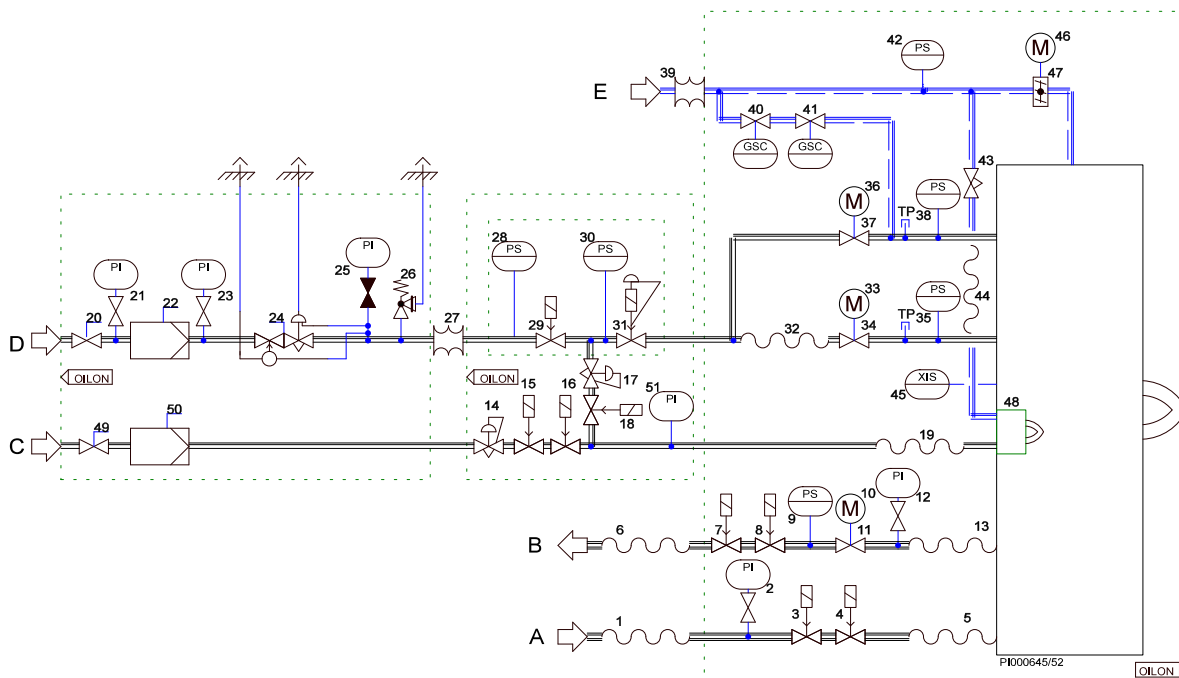 46
42
PS
M
39
47
E
40
41
GSC
GSC
43
36
PS
M
TP
37
38
28
30
PS
PS
PI
26
25
PI
PI
33
PS
M
44
21
22
23
20
24
27
29
31
32
34
TP
35
D
OILON
OILON
XIS
45
15
16
17
51
48
PI
14
18
50
49
C
19
PI
10
12
PS
M
6
7
8
9
11
13
B
PI
2
3
4
1
5
A
PI000645/52
OILON